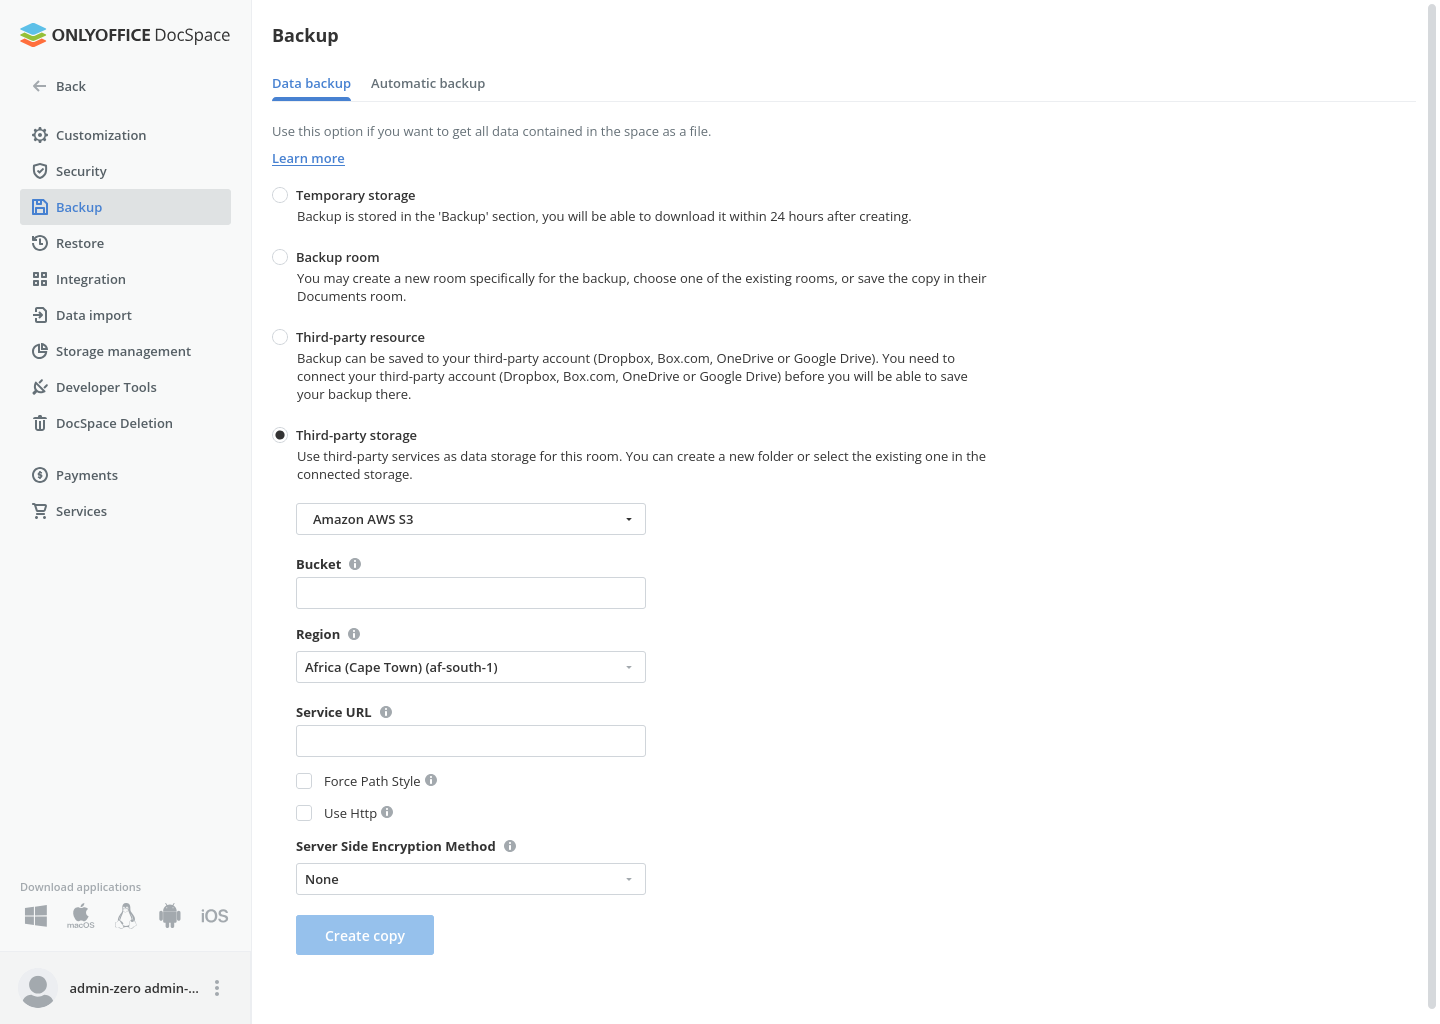 ONLYOFFICE DocSpace
Back
Customization
Security
Backup
Restore
Integration
Data import
Storage management
Developer Tools
DocSpace Deletion
Payments
Services
Download applications
macOS
iOS
admin-zero admin-...
Backup
Data backup
Automatic backup
Use this option if you want to get all data contained in the space as a file.
Learn more
Temporary storage
Backup is stored in the 'Backup' section, you will be able to download it within 24 hours after creating.
Backup room
You may create a new room specifically for the backup, choose one of the existing rooms, or save the copy in their
Documents room.
Third-party resource
Backup can be saved to your third-party account (Dropbox, Box.com, OneDrive or Google Drive). You need to
connect your third-party account (Dropbox, Box.com, OneDrive or Google Drive) before you will be able to save
your backup there.
Third-party storage
Use third-party services as data storage for this room. You can create a new folder or select the existing one in the
connected storage.
Amazon AWS S3
Bucket
Region
Africa (Cape Town) (af-south-1)
Service URL
Force Path Style
Use Http
Server Side Encryption Method
None
Create copy